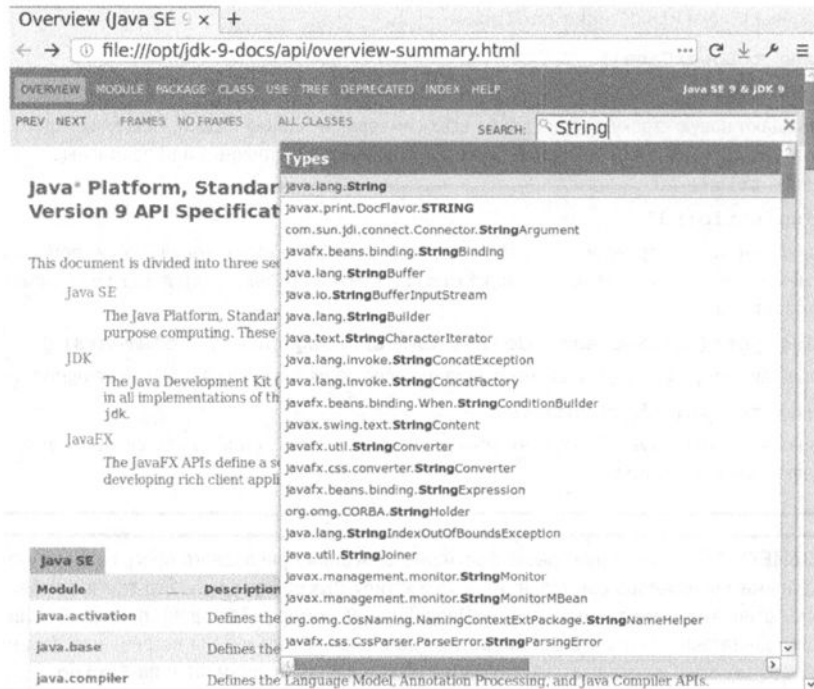 Overview (Java SE 9 × +
file:///opt/jdk-9-docs/api/overview-summary.html
OVERVIEW MODULE PACKAGE CLASS USE TREE DEPRECATED INDEX HELP Java SE 9 & JDK 9
PREV NEXT FRAMES NO FRAMES ALL CLASSES SEARCH: String ×
Types
java.lang.String
javax.print.DocFlavor.STRING
com.sun.jdi.connect.Connector.StringArgument
javafx.beans.binding.StringBinding
java.lang.StringBuffer
java.io.StringBufferInputStream
java.lang.StringBuilder
java.text.StringCharacterIterator
java.lang.invoke.StringConcatException
java.lang.invoke.StringConcatFactory
javafx.beans.binding.When.StringConditionBuilder
javax.swing.text.StringContent
javafx.util.StringConverter
javafx.css.converter.StringConverter
javafx.beans.binding.StringExpression
org.omg.CORBA.StringHolder
java.lang.StringIndexOutOfBoundsException
java.util.StringJoiner
javax.management.monitor.StringMonitor
javax.management.monitor.StringMonitorMBean
org.omg.CosNaming.NamingContextExtPackage.StringNameHelper
javafx.css.CssParser.ParseError.StringParsingError
Java® Platform, Standar
Version 9 API Specificat
This document is divided into three sec
Java SE
The Java Platform, Standar
purpose computing. These
JDK
The Java Development Kit (
in all implementations of th
jdk.
JavaFX
The JavaFX APIs define a se
developing rich client appli
Java SE
Module Description
java.activation Defines the
java.base Defines the
java.compiler Defines the Language Model, Annotation Processing, and Java Compiler APIs.